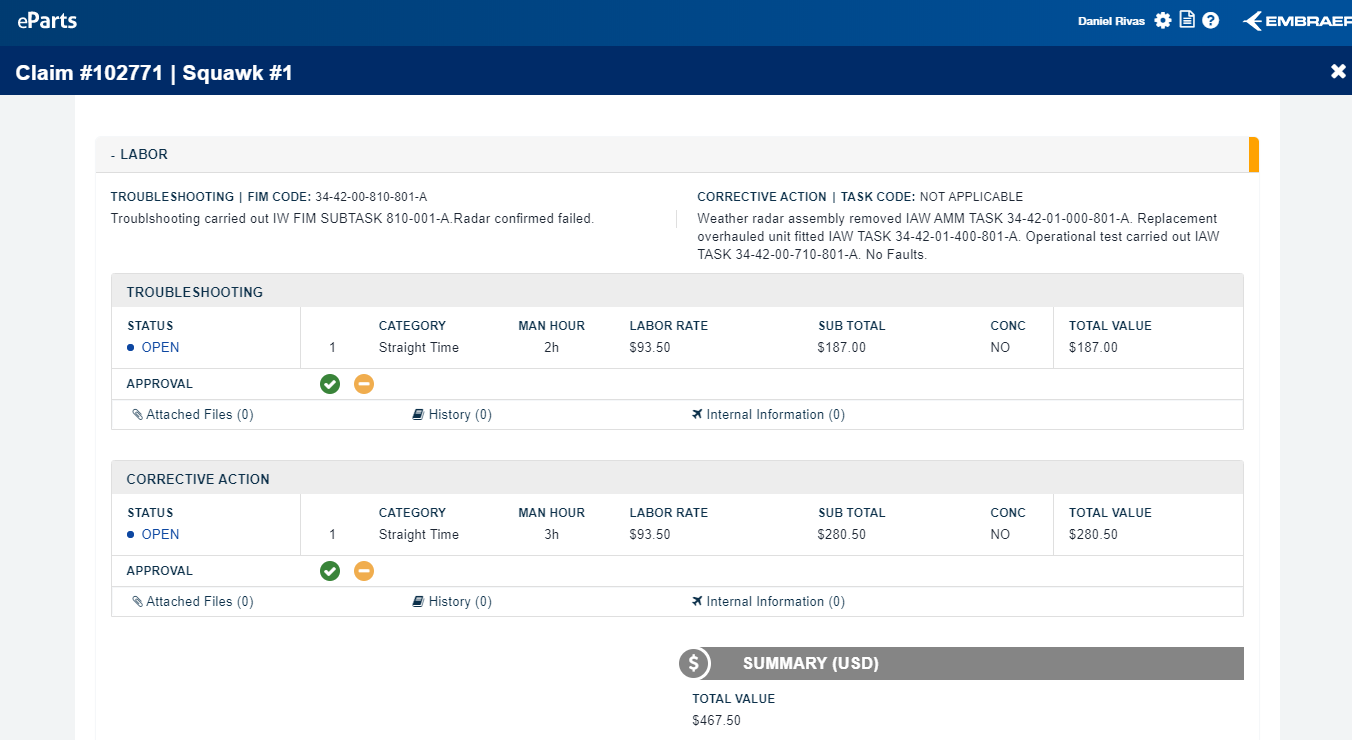 eParts
Daniel Rivas
EMBRAER
Claim #102771 | Squawk #1
- LABOR
TROUBLESHOOTING | FIM CODE: 34-42-00-810-801-A
Troublshooting carried out IW FIM SUBTASK 810-001-A.Radar confirmed failed.
CORRECTIVE ACTION | TASK CODE: NOT APPLICABLE
Weather radar assembly removed IAW AMM TASK 34-42-01-000-801-A. Replacement
overhauled unit fitted IAW TASK 34-42-01-400-801-A. Operational test carried out IAW
TASK 34-42-00-710-801-A. No Faults.
TROUBLESHOOTING
STATUS CATEGORY MAN HOUR LABOR RATE SUB TOTAL CONC TOTAL VALUE
OPEN 1 Straight Time 2h $93.50 $187.00 NO $187.00
APPROVAL
Attached Files (0) History (0) Internal Information (0)
CORRECTIVE ACTION
STATUS CATEGORY MAN HOUR LABOR RATE SUB TOTAL CONC TOTAL VALUE
OPEN 1 Straight Time 3h $93.50 $280.50 NO $280.50
APPROVAL
Attached Files (0) History (0) Internal Information (0)
$ SUMMARY (USD)
TOTAL VALUE
$467.50